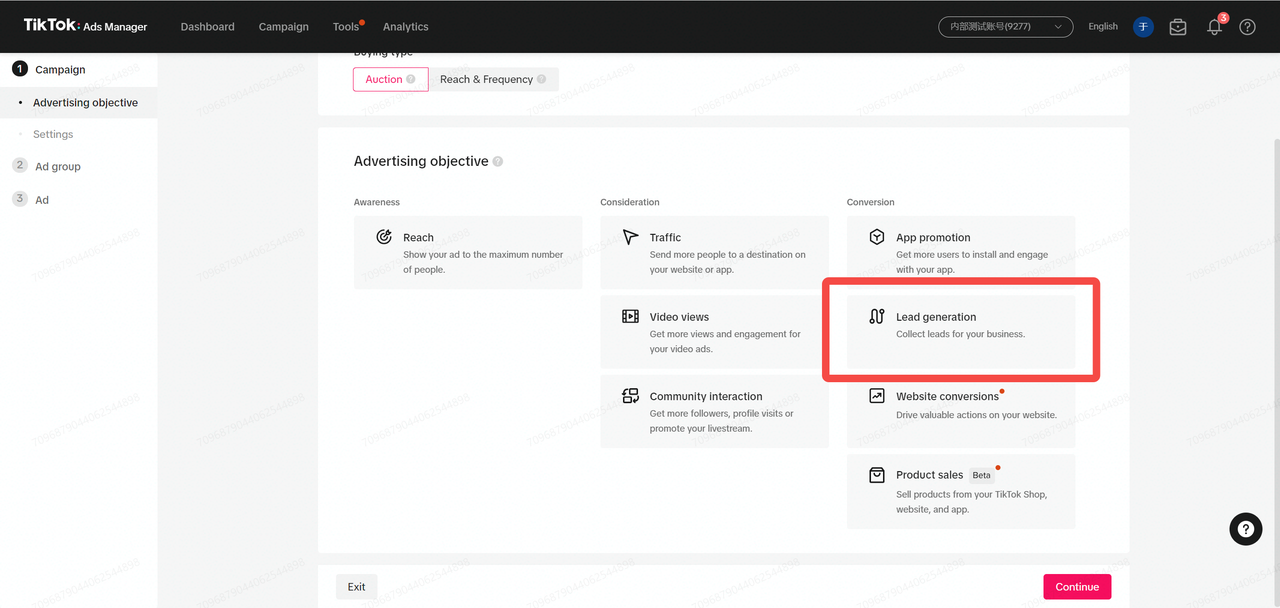 TikTok: Ads Manager
Dashboard
Campaign
Tools
Analytics
内部测试账号(9277)
English
于
3
1 Campaign
Advertising objective
Settings
2 Ad group
3 Ad
Buying type
Auction
Reach & Frequency
Advertising objective
Awareness
Reach
Show your ad to the maximum number
of people.
Consideration
Traffic
Send more people to a destination on
your website or app.
Video views
Get more views and engagement for
your video ads.
Community interaction
Get more followers, profile visits or
promote your livestream.
Conversion
App promotion
Get more users to install and engage
with your app.
Lead generation
Collect leads for your business.
Website conversions
Drive valuable actions on your website.
Product sales Beta
Sell products from your TikTok Shop,
website, and app.
Exit
Continue